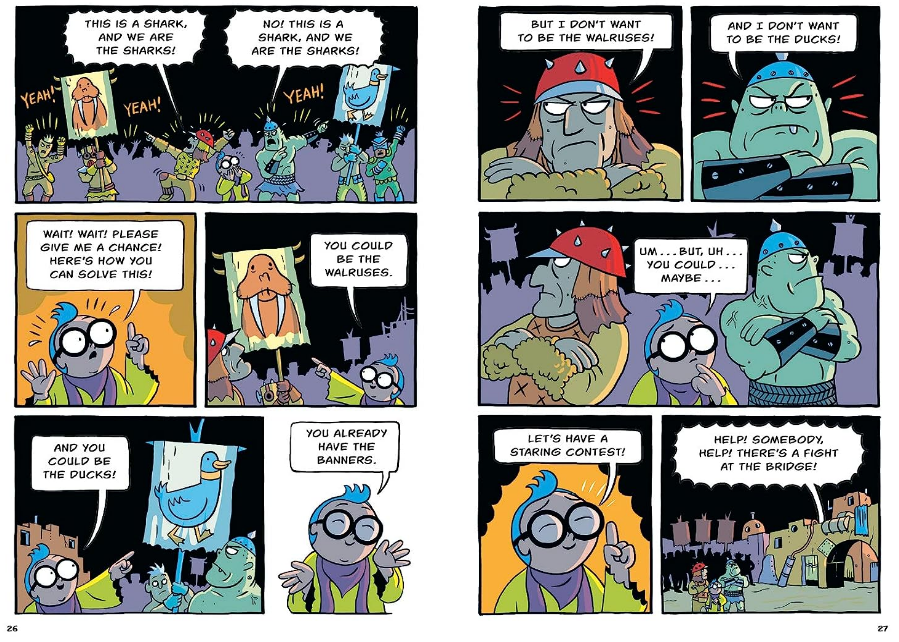 THIS IS A SHARK,
AND WE ARE
THE SHARKS!
NO! THIS IS A
SHARK, AND WE
ARE THE SHARKS!
YEAH!
YEAH!
YEAH!
WAIT! WAIT! PLEASE
GIVE ME A CHANCE!
HERE'S HOW YOU
CAN SOLVE THIS!
YOU COULD
BE THE
WALRUSES.
AND YOU
COULD BE
THE DUCKS!
YOU ALREADY
HAVE THE
BANNERS.
26
BUT I DON'T WANT
TO BE THE WALRUSES!
AND I DON'T WANT
TO BE THE DUCKS!
UM...BUT, UH...
YOU COULD...
MAYBE...
LET'S HAVE A
STARING CONTEST!
HELP! SOMEBODY,
HELP! THERE'S A FIGHT
AT THE BRIDGE!
27